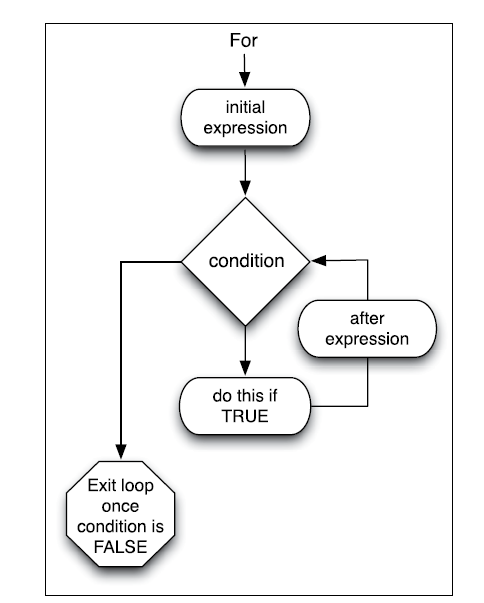 For
initial
expression
condition
after
expression
do this if
TRUE
Exit loop
once
condition is
FALSE